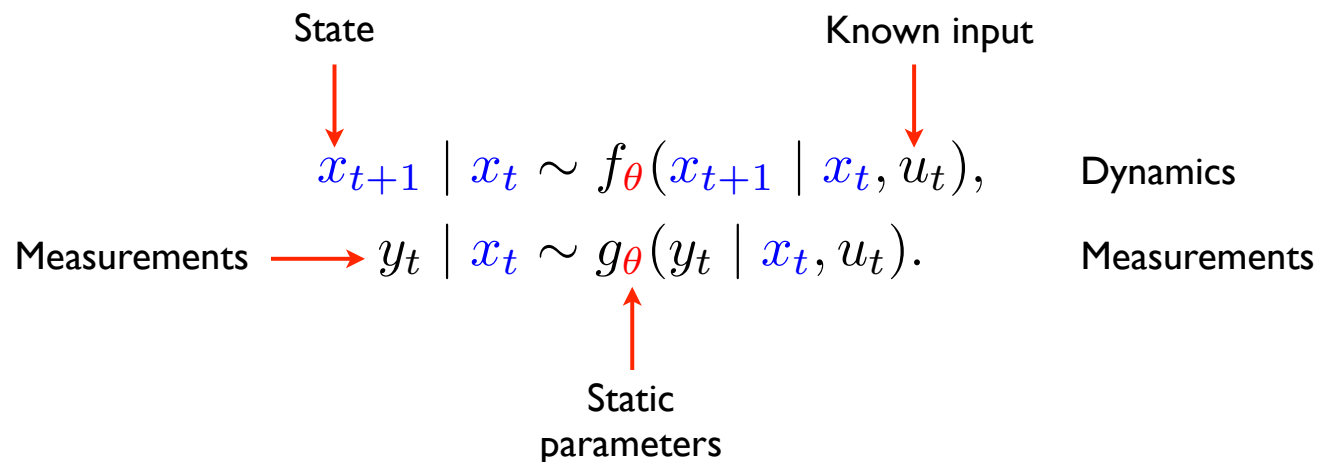 State
Known input
x_{t+1} | x_t ∼ f_θ(x_{t+1} | x_t, u_t), Dynamics
Measurements y_t | x_t ∼ g_θ(y_t | x_t, u_t). Measurements
Static
parameters